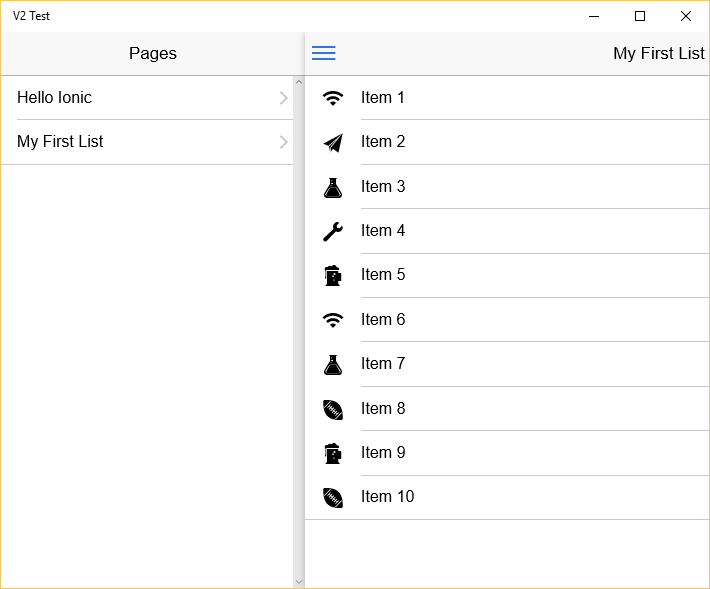 V2 Test
Pages
My First List
Hello Ionic
My First List
Item 1
Item 2
Item 3
Item 4
Item 5
Item 6
Item 7
Item 8
Item 9
Item 10